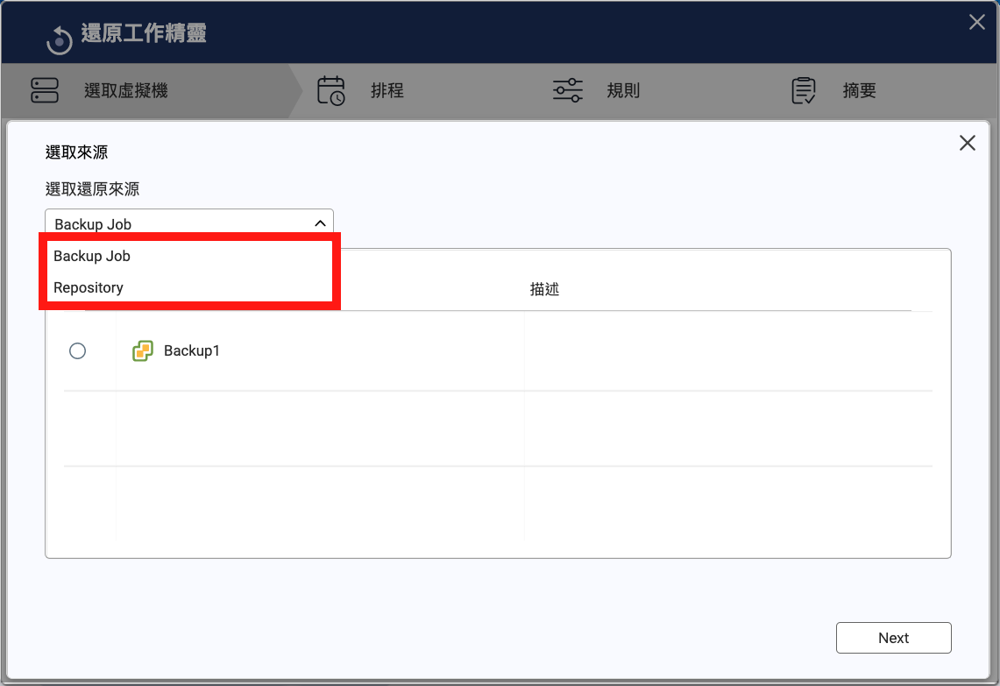 還原工作精靈
選取虛擬機
排程
規則
摘要
選取來源
選取還原來源
Backup Job
Backup Job
Repository
描述
Backup1
Next